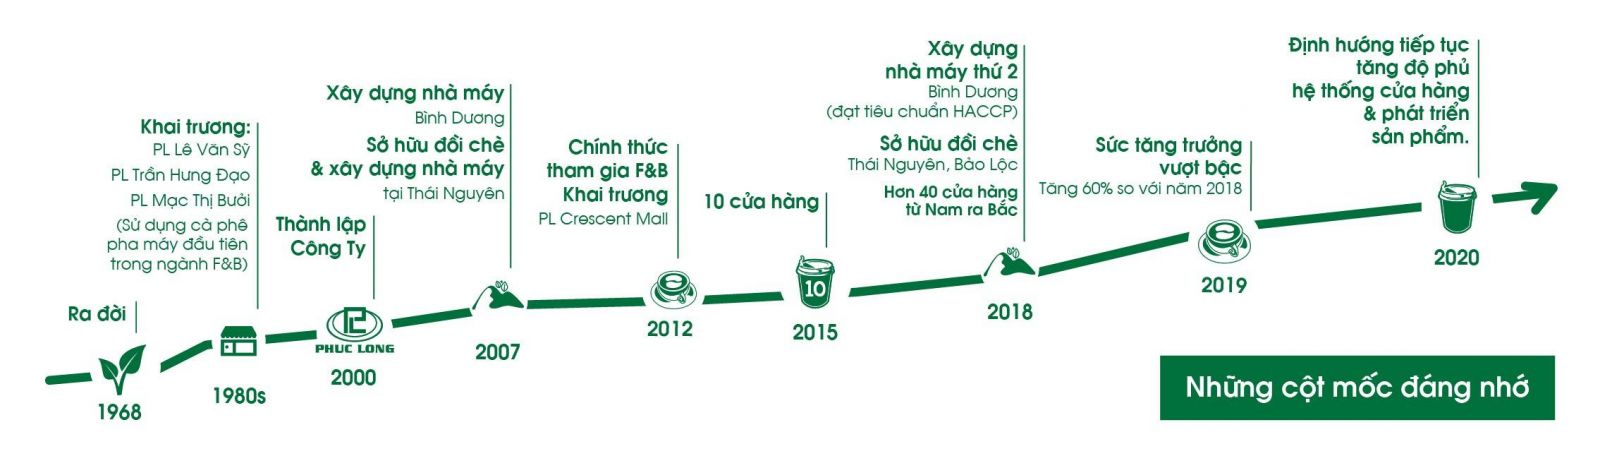 Ra đời
1968
Khai trương:
PL Lê Văn Sỹ
PL Trần Hưng Đạo
PL Mạc Thị Bưởi
(Sử dụng cà phê
pha máy đầu tiên
trong ngành F&B)
1980s
Thành lập
Công Ty
PHUC LONG
2000
Xây dựng nhà máy
Bình Dương
Sở hữu đồi chè
& xây dựng nhà máy
tại Thái Nguyên
2007
Chính thức
tham gia F&B
Khai trương
PL Crescent Mall
2012
10 cửa hàng
10
2015
Xây dựng
nhà máy thứ 2
Bình Dương
(đạt tiêu chuẩn HACCP)
Sở hữu đồi chè
Thái Nguyên, Bảo Lộc
Hơn 40 cửa hàng
từ Nam ra Bắc
2018
Sức tăng trưởng
vượt bậc
Tăng 60% so với năm 2018
2019
Định hướng tiếp tục
tăng độ phủ
hệ thống cửa hàng
& phát triển
sản phẩm.
2020
Những cột mốc đáng nhớ